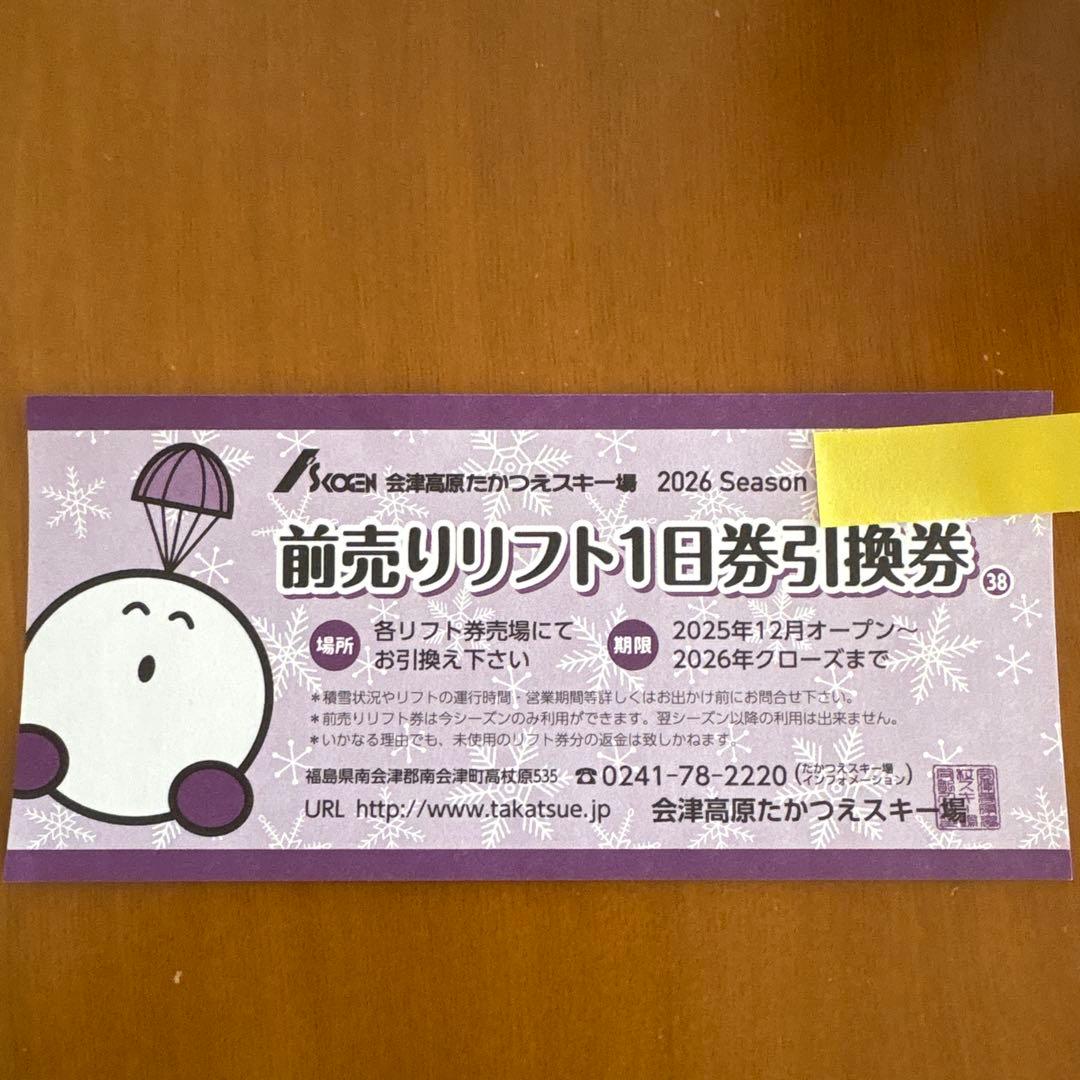 I'S KOGEN 会津高原たかつえスキー場 2026 Season
前売りリフト1日券引換券 38
場所 各リフト券売場にて
お引換え下さい
期限 2025年12月オープン〜
2026年クローズまで
*積雪状況やリフトの運行時間・営業期間等詳しくはお出かけ前にお問合せ下さい。
*前売りリフト券は今シーズンのみ利用ができます。翌シーズン以降の利用は出来ません。
*いかなる理由でも、未使用のリフト券分の返金は致しかねます。
福島県南会津郡南会津町高杖原535 ☎0241-78-2220(たかつえスキー場
インフォメーション)
URL http://www.takatsue.jp 会津高原たかつえスキー場